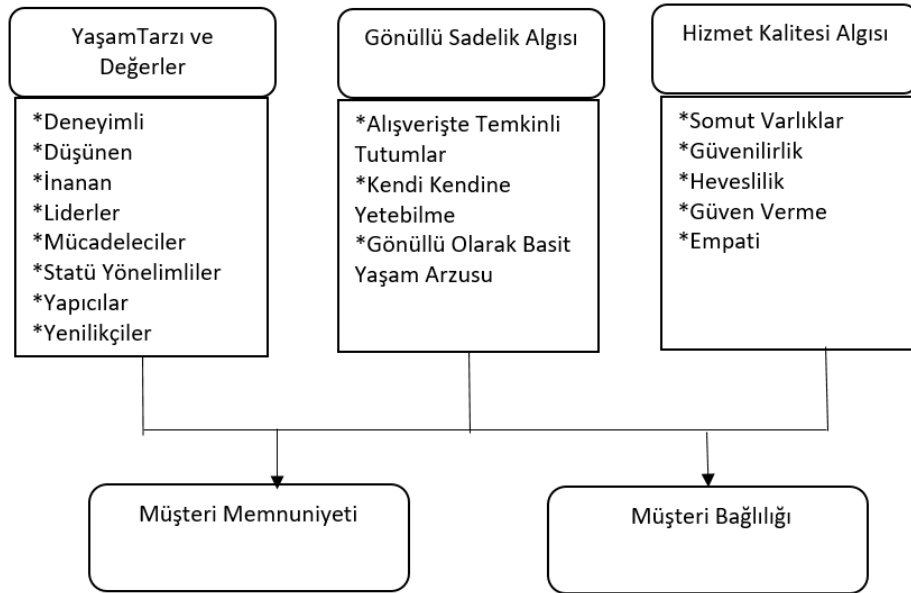 YaşamTarzı ve
Değerler
*Deneyimli
*Düşünen
*İnanan
*Liderler
*Mücadeleciler
*Statü Yönelimliler
*Yapıcılar
*Yenilikçiler
Gönüllü Sadelik Algısı
*Alışverişte Temkinli
Tutumlar
*Kendi Kendine
Yetebilme
*Gönüllü Olarak Basit
Yaşam Arzusu
Hizmet Kalitesi Algısı
*Somut Varlıklar
*Güvenilirlik
*Heveslilik
*Güven Verme
*Empati
Müşteri Memnuniyeti
Müşteri Bağlılığı